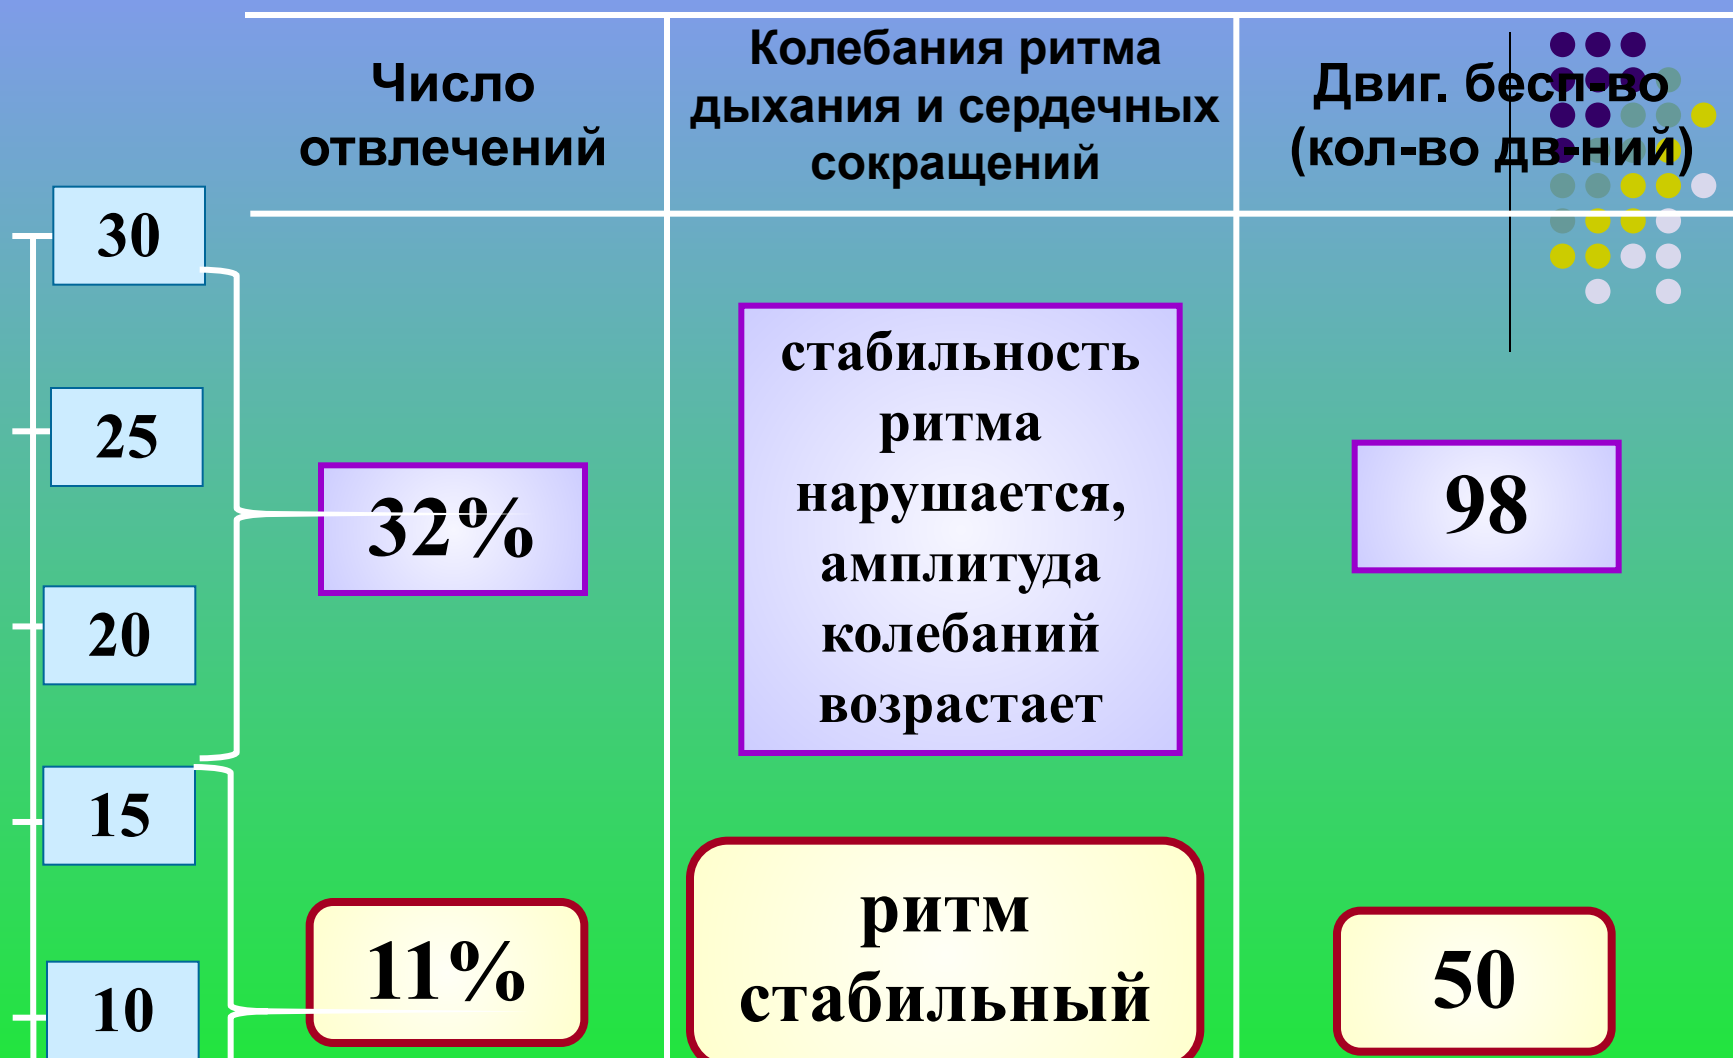 Число
отвлечений
Колебания ритма
дыхания и сердечных
сокращений
Двиг. бесп-во
(кол-во дв-ний)
30
25
20
15
10
32%
стабильность
ритма
нарушается,
амплитуда
колебаний
возрастает
98
11%
ритм
стабильный
50